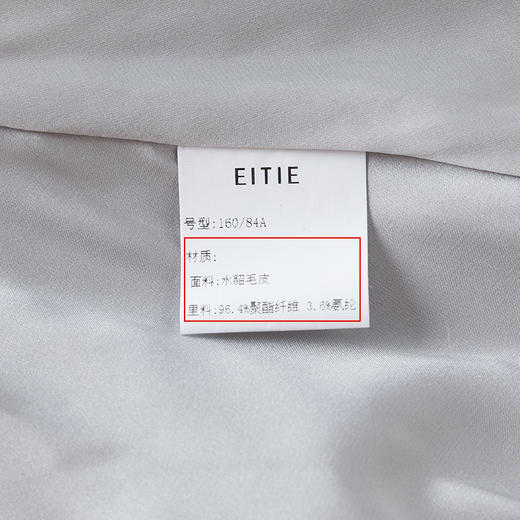 EITIE
号型:160/84A
材质:
面料:水貂毛皮
里料:96.4%聚酯纤维 3.6%氨纶